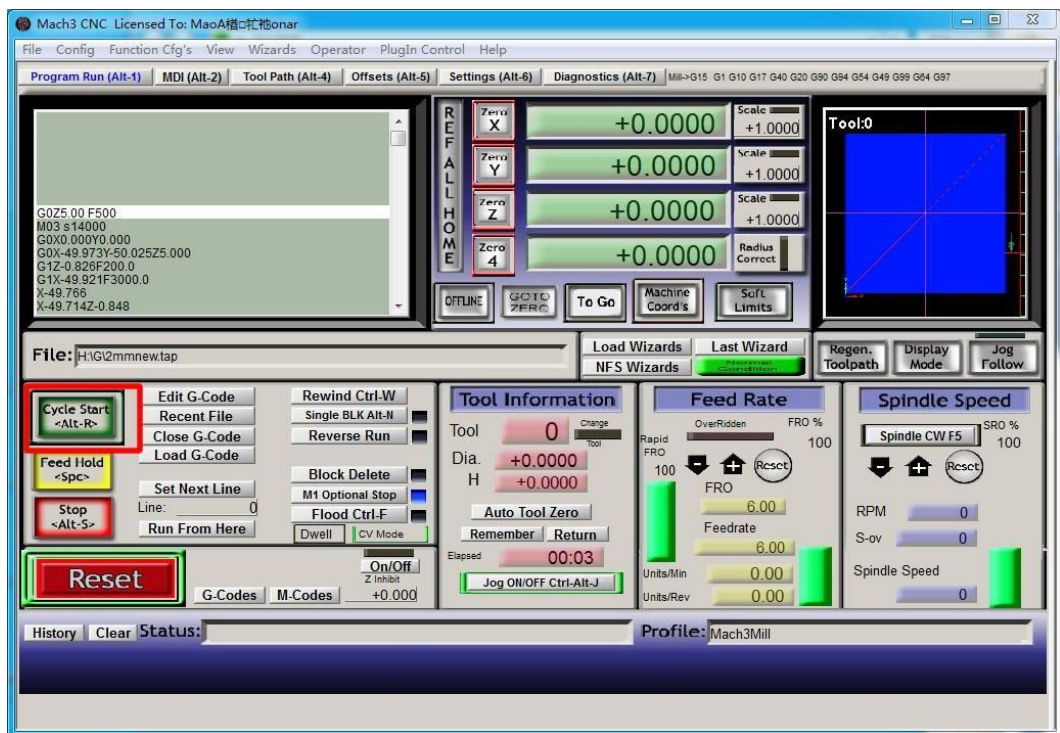 Mach3 CNC Licensed To: MaoA楢□牤祂onar
File Config Function Cfg's View Wizards Operator PlugIn Control Help
Program Run (Alt-1) MDI (Alt-2) Tool Path (Alt-4) Offsets (Alt-5) Settings (Alt-6) Diagnostics (Alt-7) Mill->G15 G1 G10 G17 G40 G20 G90 G94 G54 G49 G99 G64 G97
G0Z5.00 F500
M03 s14000
G0X0.000Y0.000
G0X-49.973Y-50.025Z5.000
G1Z-0.826F200.0
G1X-49.921F3000.0
X-49.766
X-49.714Z-0.848
REF ALL HOME
Zero X +0.0000 Scale +1.0000
Zero Y +0.0000 Scale +1.0000
Zero Z +0.0000 Scale +1.0000
Zero 4 +0.0000 Radius Correct
OFFLINE GOTO ZERO To Go Machine Coord's Soft Limits
Tool:0
File: H:\G\2mmnew.tap
Load Wizards Last Wizard
NFS Wizards Normal Condition
Regen. Toolpath Display Mode Jog Follow
Cycle Start
<Alt-R>
Feed Hold
<Spc>
Stop
<Alt-S>
Edit G-Code
Recent File
Close G-Code
Load G-Code
Set Next Line
Line: 0
Run From Here
Rewind Ctrl-W
Single BLK Alt-N
Reverse Run
Block Delete
M1 Optional Stop
Flood Ctrl-F
Dwell CV Mode
Reset
G-Codes M-Codes
On/Off
Z Inhibit
+0.000
Tool Information
Tool 0 Change Tool
Dia. +0.0000
H +0.0000
Auto Tool Zero
Remember Return
Elapsed 00:03
Jog ON/OFF Ctrl-Alt-J
Feed Rate
OverRidden FRO %
Rapid FRO 100
100 Reset
FRO
6.00
Feedrate
6.00
Units/Min 0.00
Units/Rev 0.00
Spindle Speed
Spindle CW F5 SRO %
100
Reset
RPM 0
S-ov 0
Spindle Speed
0
History Clear Status: Profile: Mach3Mill